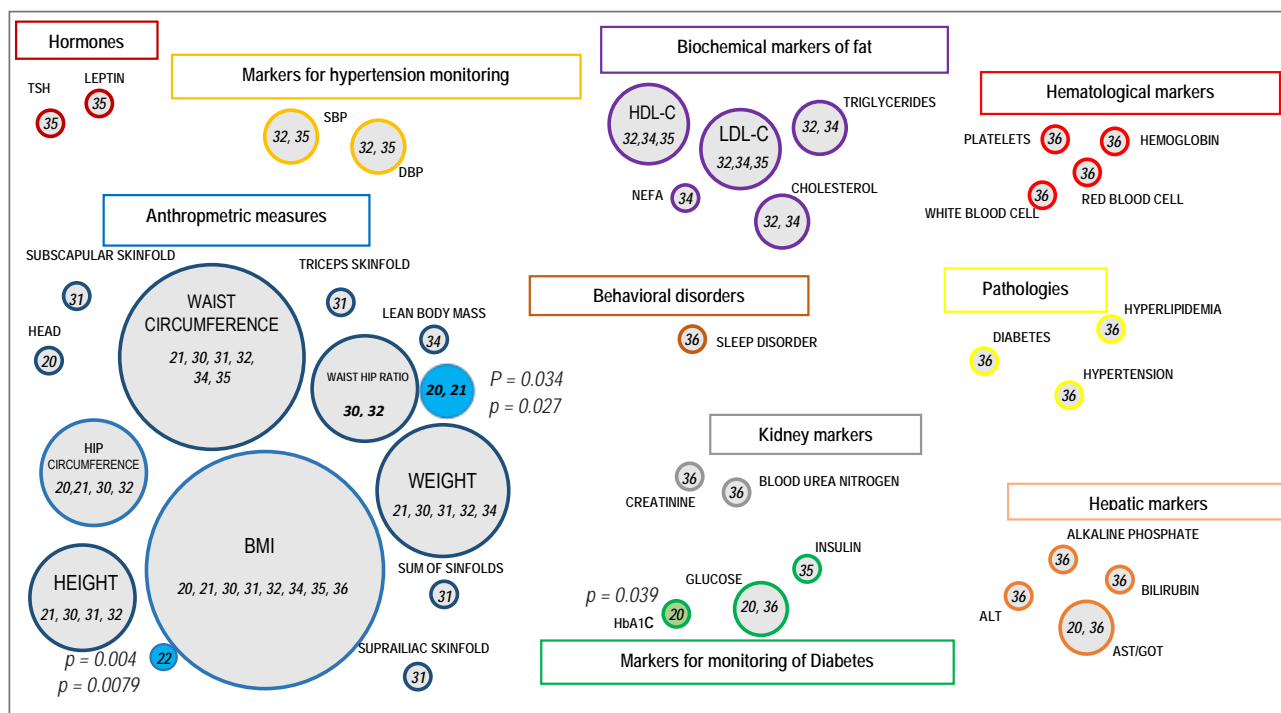 Hormones
TSH
35
LEPTIN
35
Markers for hypertension monitoring
SBP
32, 35
32, 35
DBP
Biochemical markers of fat
HDL-C
32,34,35
LDL-C
32,34,35
TRIGLYCERIDES
32, 34
NEFA
34
CHOLESTEROL
32, 34
Hematological markers
PLATELETS
36
36
HEMOGLOBIN
36
RED BLOOD CELL
WHITE BLOOD CELL
36
Anthropmetric measures
SUBSCAPULAR SKINFOLD
31
HEAD
20
WAIST
CIRCUMFERENCE
21, 30, 31, 32,
34, 35
TRICEPS SKINFOLD
31
LEAN BODY MASS
34
WAIST HIP RATIO
30, 32
20, 21
P = 0.034
p = 0.027
HIP
CIRCUMFERENCE
20,21, 30, 32
WEIGHT
21, 30, 31, 32, 34
BMI
20, 21, 30, 31, 32, 34, 35, 36
HEIGHT
21, 30, 31, 32
22
p = 0.004
p = 0.0079
SUM OF SINFOLDS
31
SUPRAILIAC SKINFOLD
31
Behavioral disorders
36
SLEEP DISORDER
Pathologies
HYPERLIPIDEMIA
36
DIABETES
36
HYPERTENSION
36
Kidney markers
36
CREATININE
36
BLOOD UREA NITROGEN
INSULIN
35
GLUCOSE
20, 36
p = 0.039
HbA1C
20
Markers for monitoring of Diabetes
Hepatic markers
ALKALINE PHOSPHATE
36
36
BILIRUBIN
36
ALT
20, 36
AST/GOT